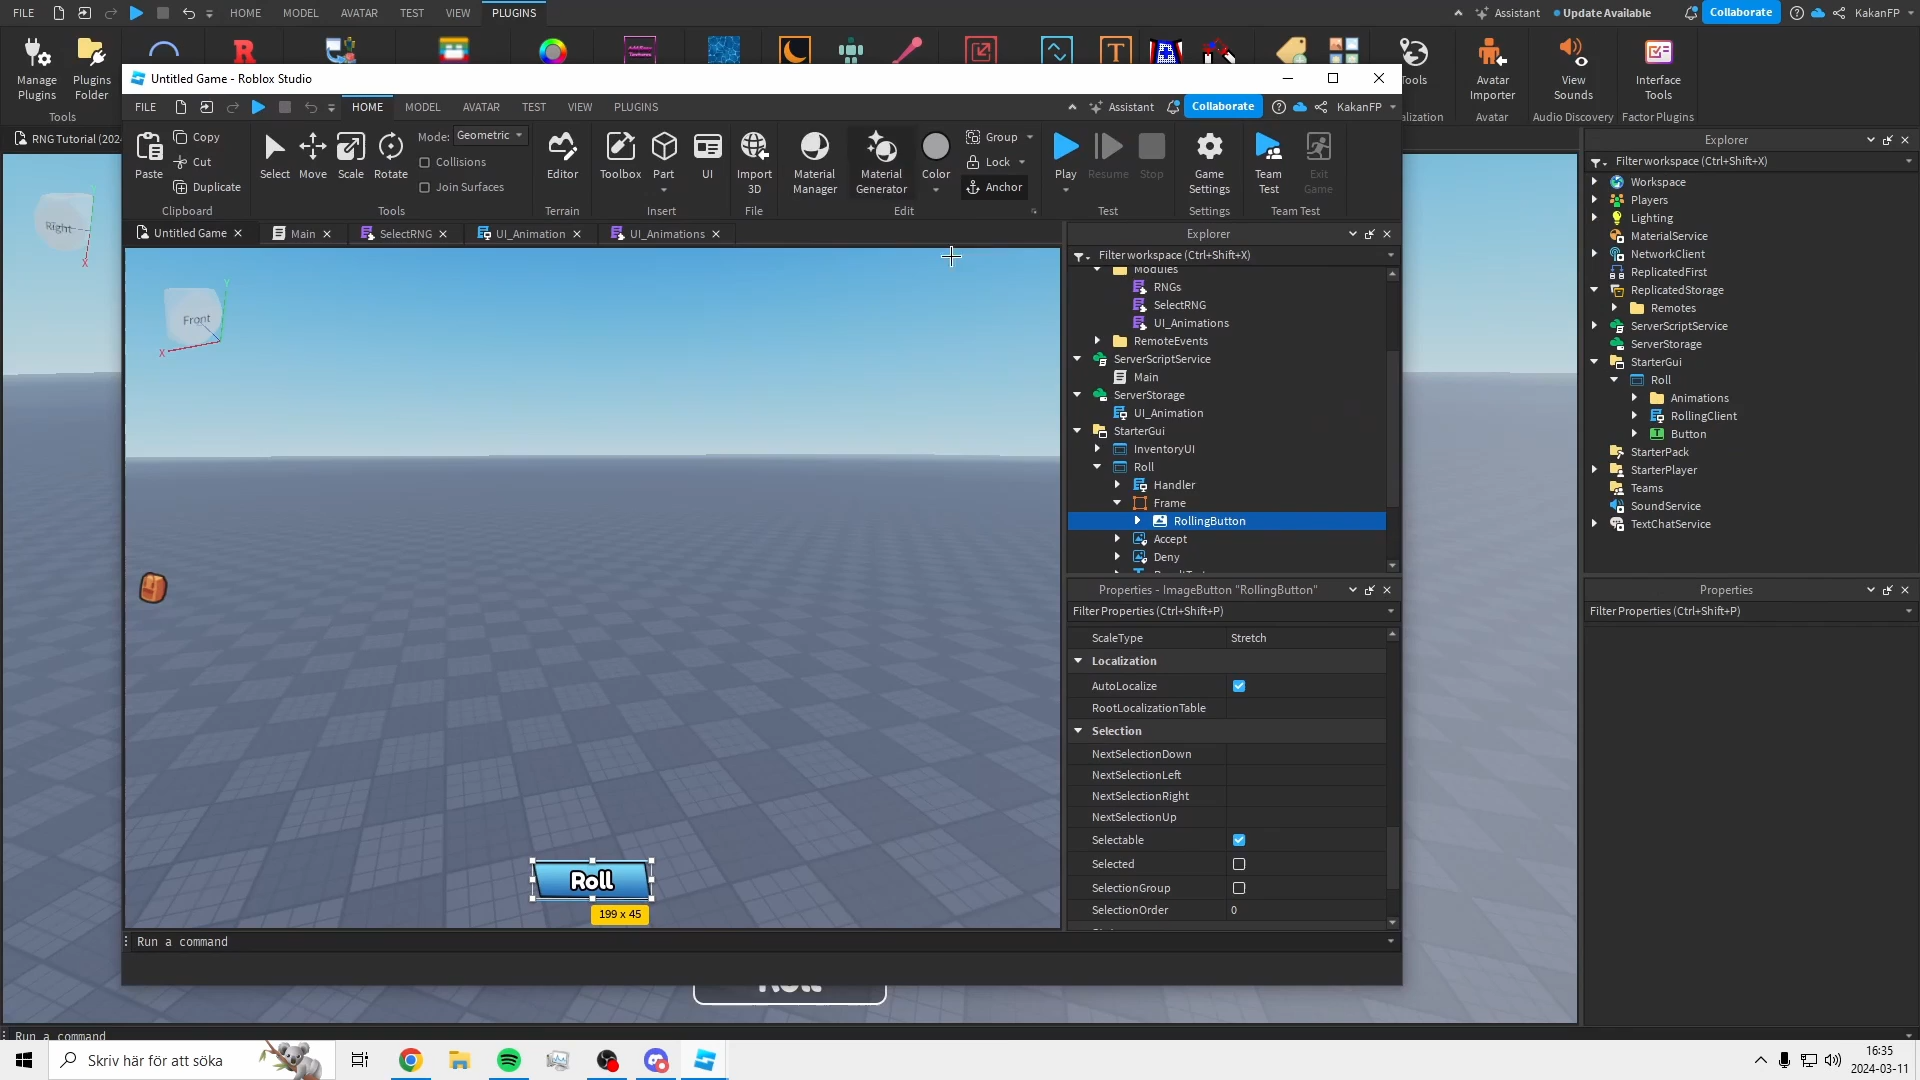 FILE HOME MODEL AVATAR TEST VIEW PLUGINS Assistant Update Available Collaborate KakanFP
Manage Plugins
Plugins Folder
Tools
Avatar Importer
View Sounds
Interface Tools
Tools
Avatar Audio Discovery Factor Plugins
Untitled Game - Roblox Studio
FILE HOME MODEL AVATAR TEST VIEW PLUGINS Assistant Collaborate KakanFP
Paste
Copy
Cut
Duplicate
Clipboard
Select Move Scale Rotate
Mode: Geometric
Collisions
Join Surfaces
Tools
Editor
Terrain
Toolbox Part UI
Insert
Import 3D
File
Material Manager
Material Generator
Color
Group
Lock
Anchor
Edit
Play Resume Stop
Test
Game Settings
Settings
Team Test
Exit Game
Team Test
RNG Tutorial (202
Untitled Game Main SelectRNG UI_Animation UI_Animations
Right
X
Front
X
Y
Roll
199 x 45
Run a command
Explorer
Filter workspace (Ctrl+Shift+X)
Modules
RNGs
SelectRNG
UI_Animations
RemoteEvents
ServerScriptService
Main
ServerStorage
UI_Animation
StarterGui
InventoryUI
Roll
Handler
Frame
RollingButton
Accept
Deny
Properties - ImageButton "RollingButton"
Filter Properties (Ctrl+Shift+P)
ScaleType Stretch
Localization
AutoLocalize
RootLocalizationTable
Selection
NextSelectionDown
NextSelectionLeft
NextSelectionRight
NextSelectionUp
Selectable
Selected
SelectionGroup
SelectionOrder 0
Explorer
Filter workspace (Ctrl+Shift+X)
Workspace
Players
Lighting
MaterialService
NetworkClient
ReplicatedFirst
ReplicatedStorage
Remotes
ServerScriptService
ServerStorage
StarterGui
Roll
Animations
RollingClient
Button
StarterPack
StarterPlayer
Teams
SoundService
TextChatService
Properties
Filter Properties (Ctrl+Shift+P)
Roll
Run a command
Skriv här för att söka
16:35
2024-03-11